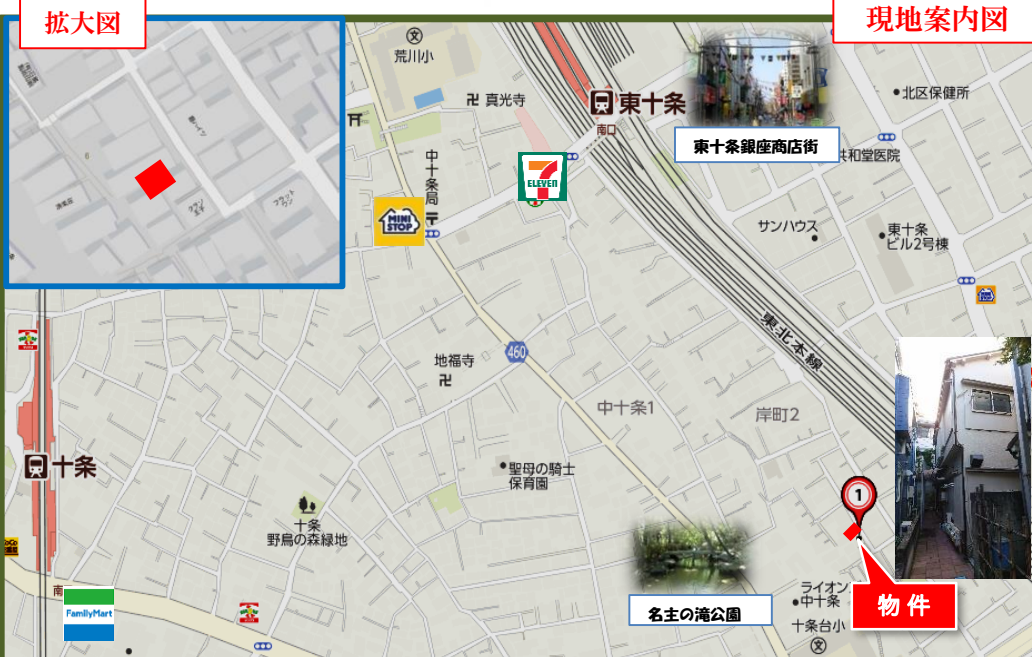 拡大図
現地案内図
文
荒川小
卍 真光寺
東十条
南口
北区保健所
東十条銀座商店街
共和堂医院
中十条局
〒
7
ELEVEN
MINI
STOP
サンハウス
東十条
ビル2号棟
東北本線
460
地福寺
卍
中十条1
岸町2
十条
聖母の騎士
保育園
十条
野鳥の森緑地
1
名主の滝公園
ライオン
中十条
物件
十条台小
文
南
FamilyMart